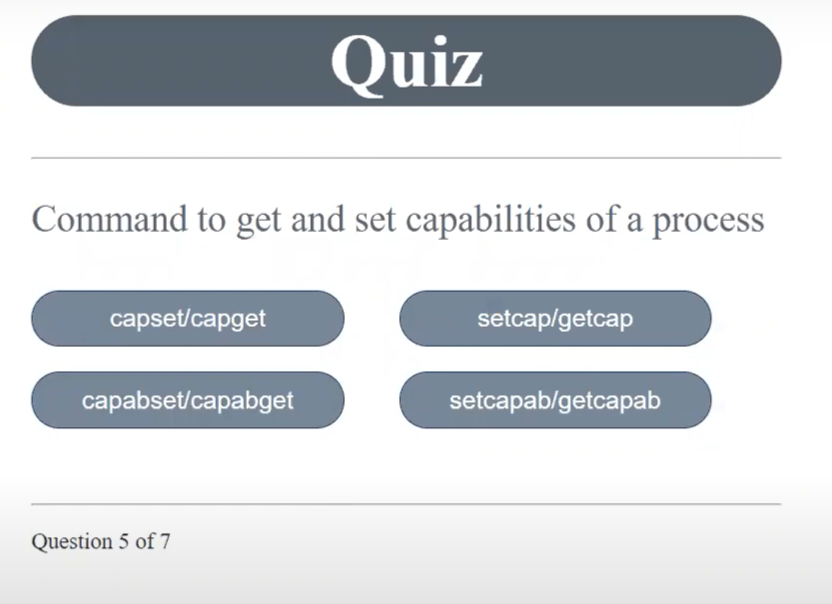 Quiz
Command to get and set capabilities of a process
capset/capget
setcap/getcap
capabset/capabget
setcapab/getcapab
Question 5 of 7